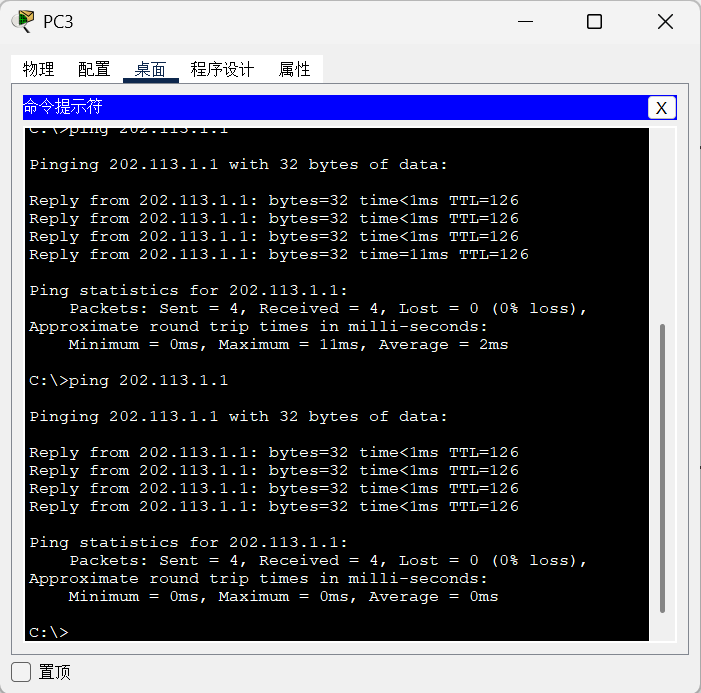 PC3
物理 配置 桌面 程序设计 属性
命令提示符 X
C:\>ping 202.113.1.1
Pinging 202.113.1.1 with 32 bytes of data:
Reply from 202.113.1.1: bytes=32 time<1ms TTL=126
Reply from 202.113.1.1: bytes=32 time<1ms TTL=126
Reply from 202.113.1.1: bytes=32 time<1ms TTL=126
Reply from 202.113.1.1: bytes=32 time=11ms TTL=126
Ping statistics for 202.113.1.1:
Packets: Sent = 4, Received = 4, Lost = 0 (0% loss),
Approximate round trip times in milli-seconds:
Minimum = 0ms, Maximum = 11ms, Average = 2ms
C:\>ping 202.113.1.1
Pinging 202.113.1.1 with 32 bytes of data:
Reply from 202.113.1.1: bytes=32 time<1ms TTL=126
Reply from 202.113.1.1: bytes=32 time<1ms TTL=126
Reply from 202.113.1.1: bytes=32 time<1ms TTL=126
Reply from 202.113.1.1: bytes=32 time<1ms TTL=126
Ping statistics for 202.113.1.1:
Packets: Sent = 4, Received = 4, Lost = 0 (0% loss),
Approximate round trip times in milli-seconds:
Minimum = 0ms, Maximum = 0ms, Average = 0ms
C:\>
置顶